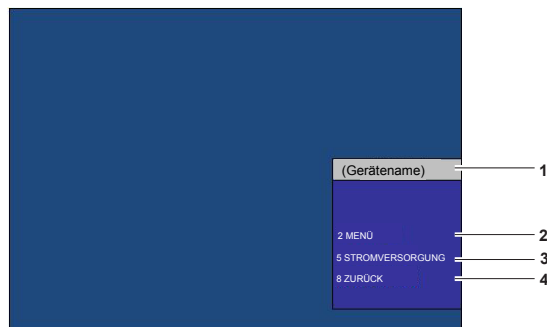 (Gerätename)
1
2 MENÜ
2
5 STROMVERSORGUNG
3
8 ZURÜCK
4